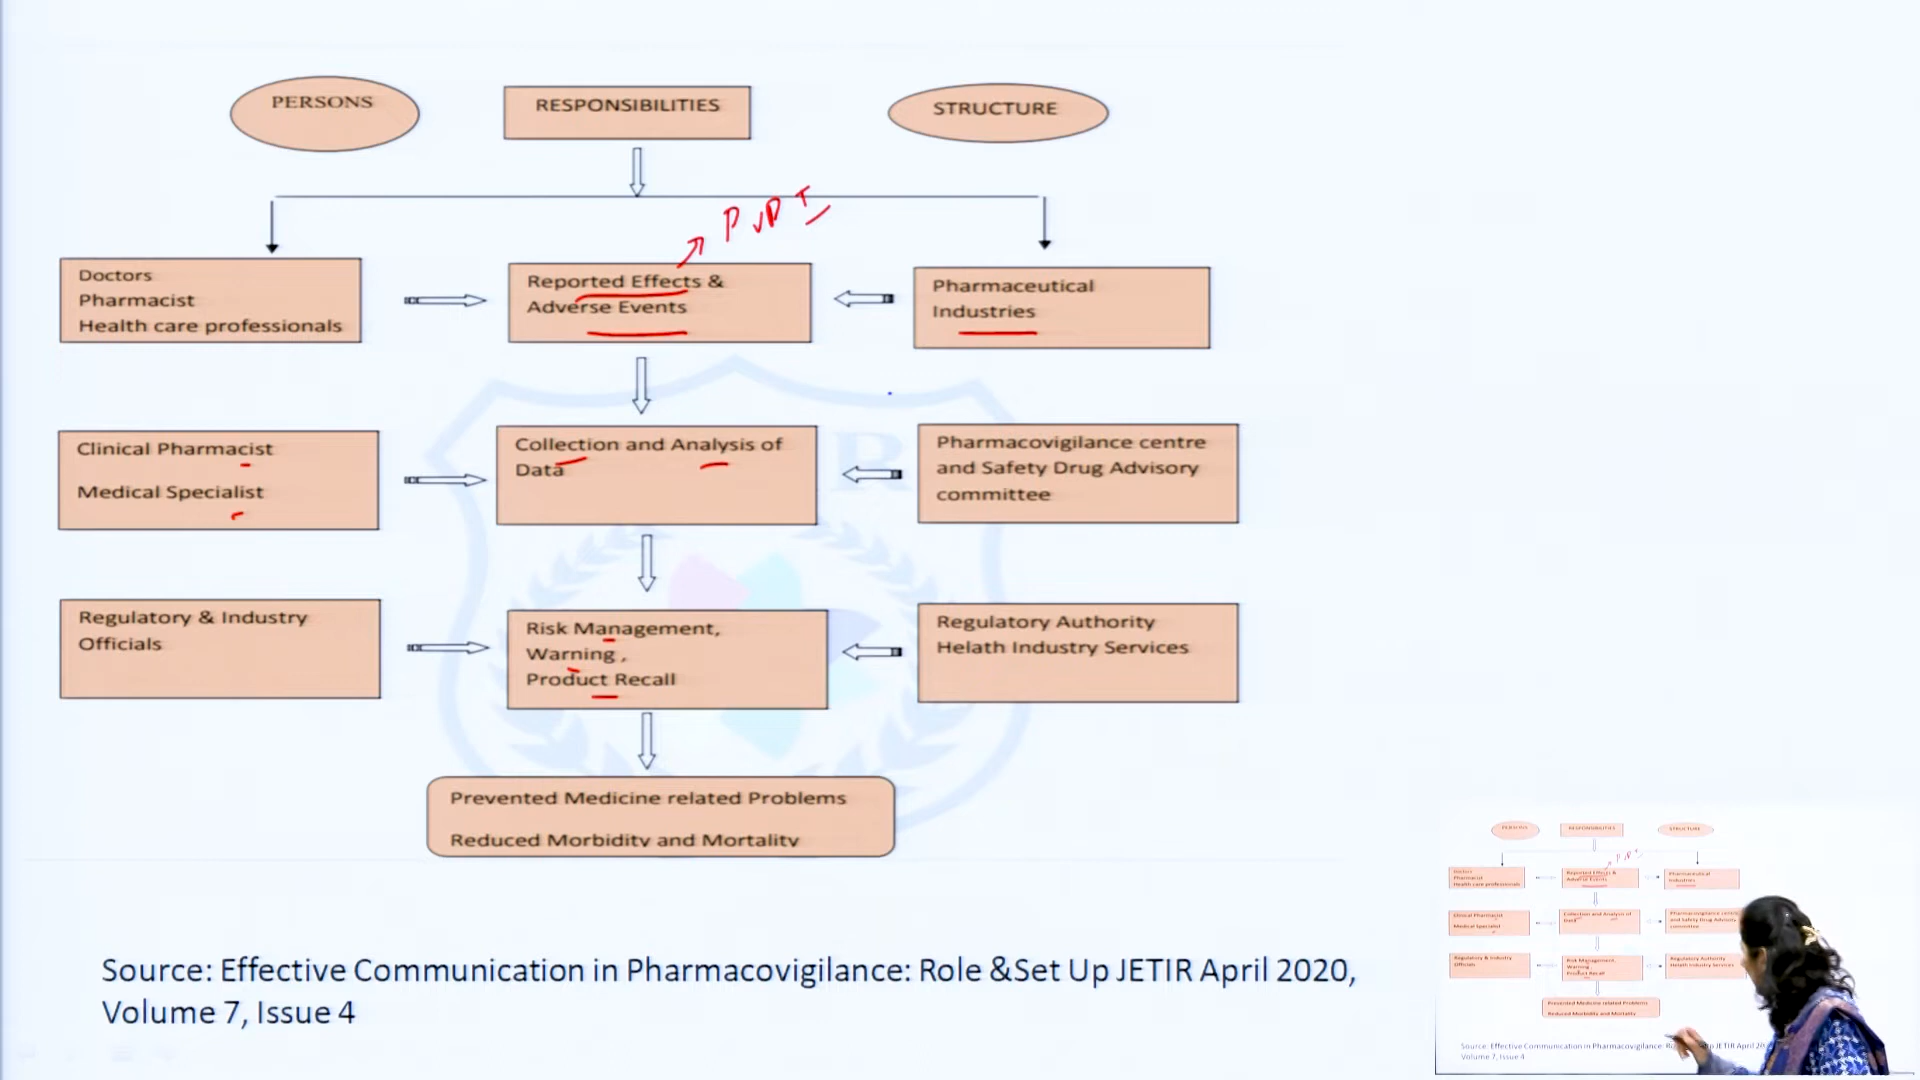 PERSONS
RESPONSIBILITIES
STRUCTURE
PVPI
Doctors
Pharmacist
Health care professionals
Reported Effects &
Adverse Events
Pharmaceutical
Industries
Clinical Pharmacist
Medical Specialist
Collection and Analysis of
Data
Pharmacovigilance centre
and Safety Drug Advisory
committee
Regulatory & Industry
Officials
Risk Management,
Warning ,
Product Recall
Regulatory Authority
Helath Industry Services
Prevented Medicine related Problems
Reduced Morbidity and Mortality
Source: Effective Communication in Pharmacovigilance: Role &Set Up JETIR April 2020,
Volume 7, Issue 4